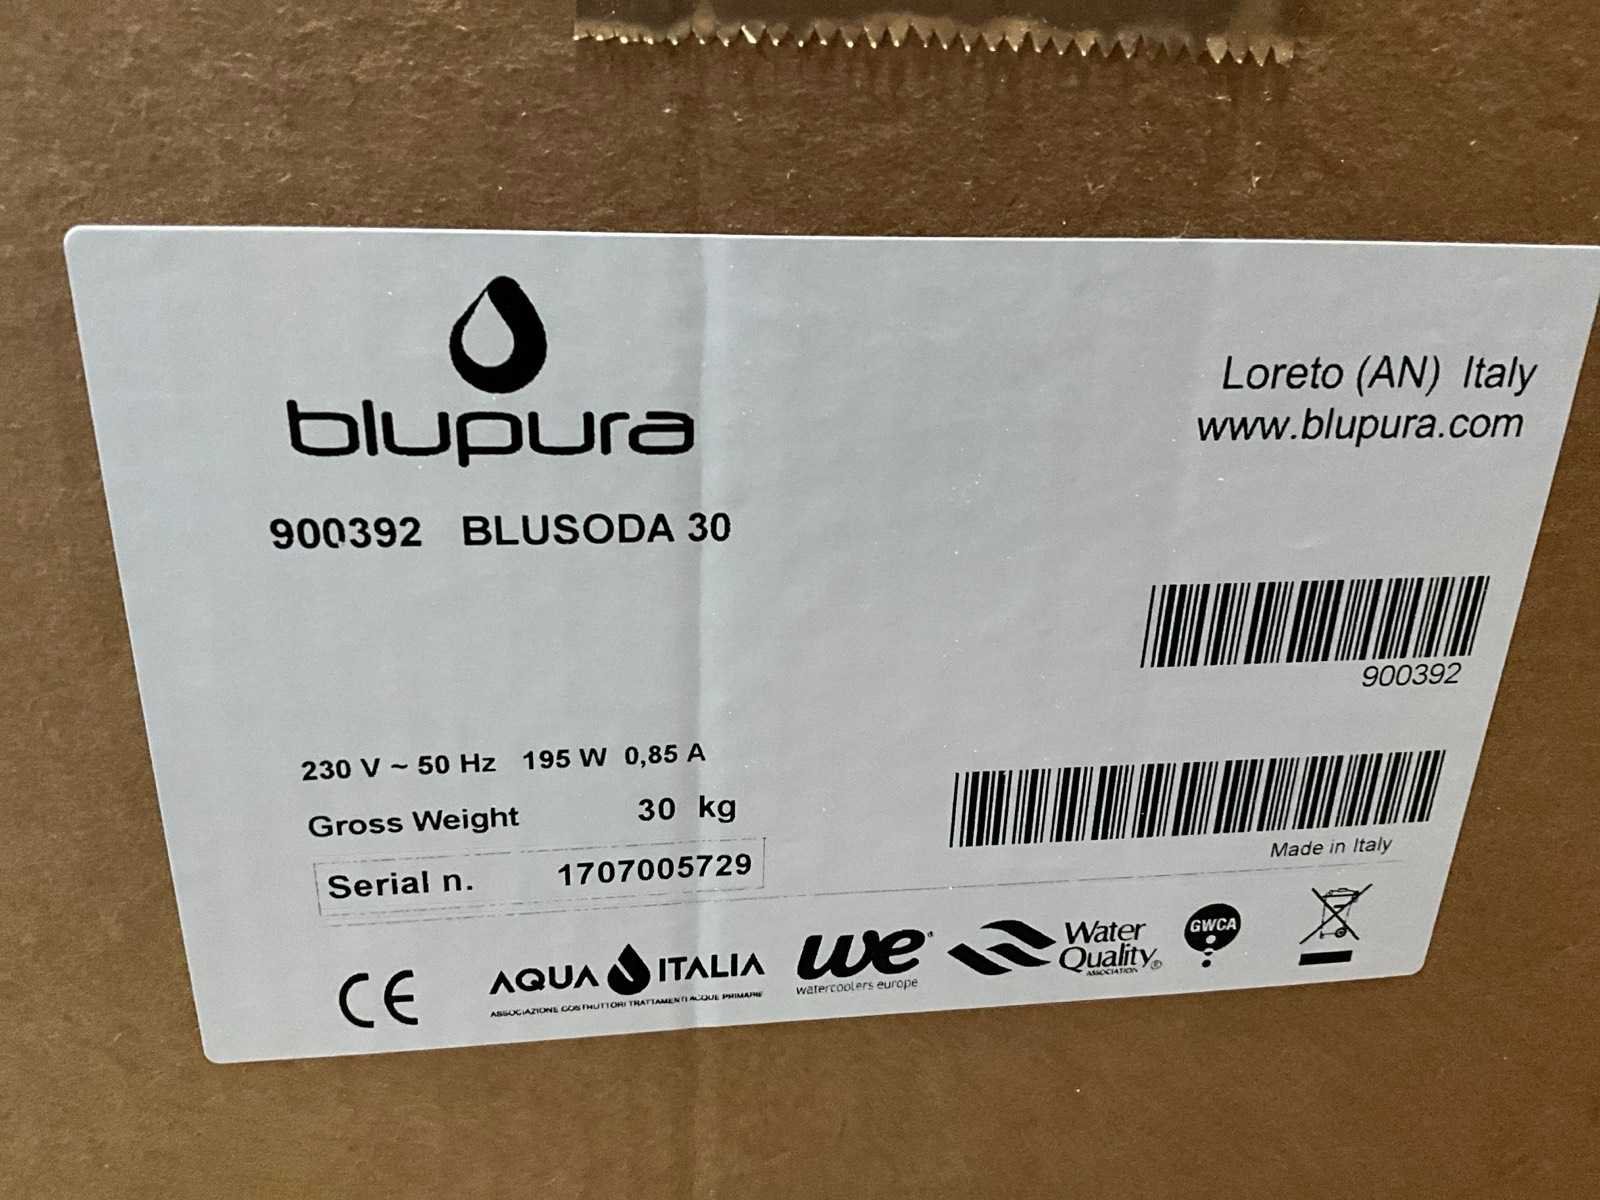 blupura
Loreto (AN) Italy
www.blupura.com
900392 BLUSODA 30
900392
230 V ~ 50 Hz 195 W 0,85 A
Gross Weight 30 kg
Serial n. 1707005729
Made in Italy
CE
AQUA ITALIA
ASSOCIAZIONE COSTRUTTORI TRATTAMENTI ACQUE PRIMARIE
we
watercoolers europe
Water
Quality®
ASSOCIATION
GWCA